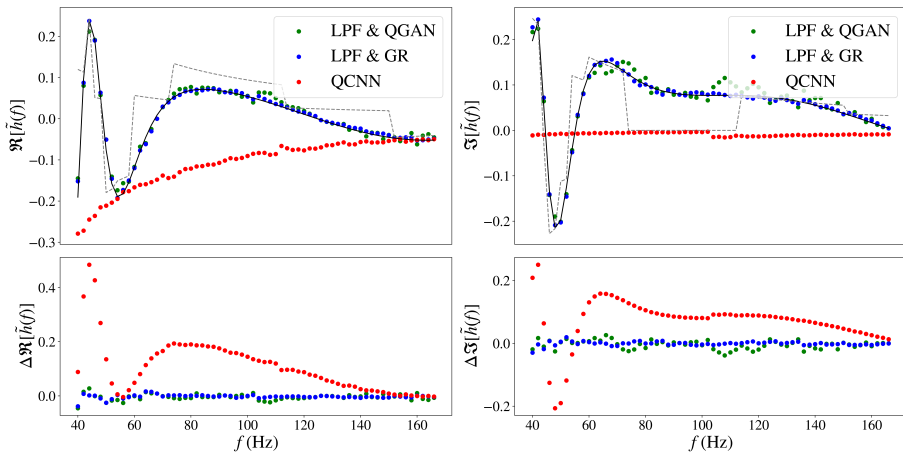 LPF & QGAN
LPF & GR
QCNN
ℜ[h̃(f)]
0.2
0.1
0.0
−0.1
−0.2
−0.3
LPF & QGAN
LPF & GR
QCNN
ℑ[h̃(f)]
0.2
0.1
0.0
−0.1
−0.2
Δℜ[h̃(f)]
0.4
0.2
0.0
40 60 80 100 120 140 160
f (Hz)
Δℑ[h̃(f)]
0.2
0.0
−0.2
40 60 80 100 120 140 160
f (Hz)